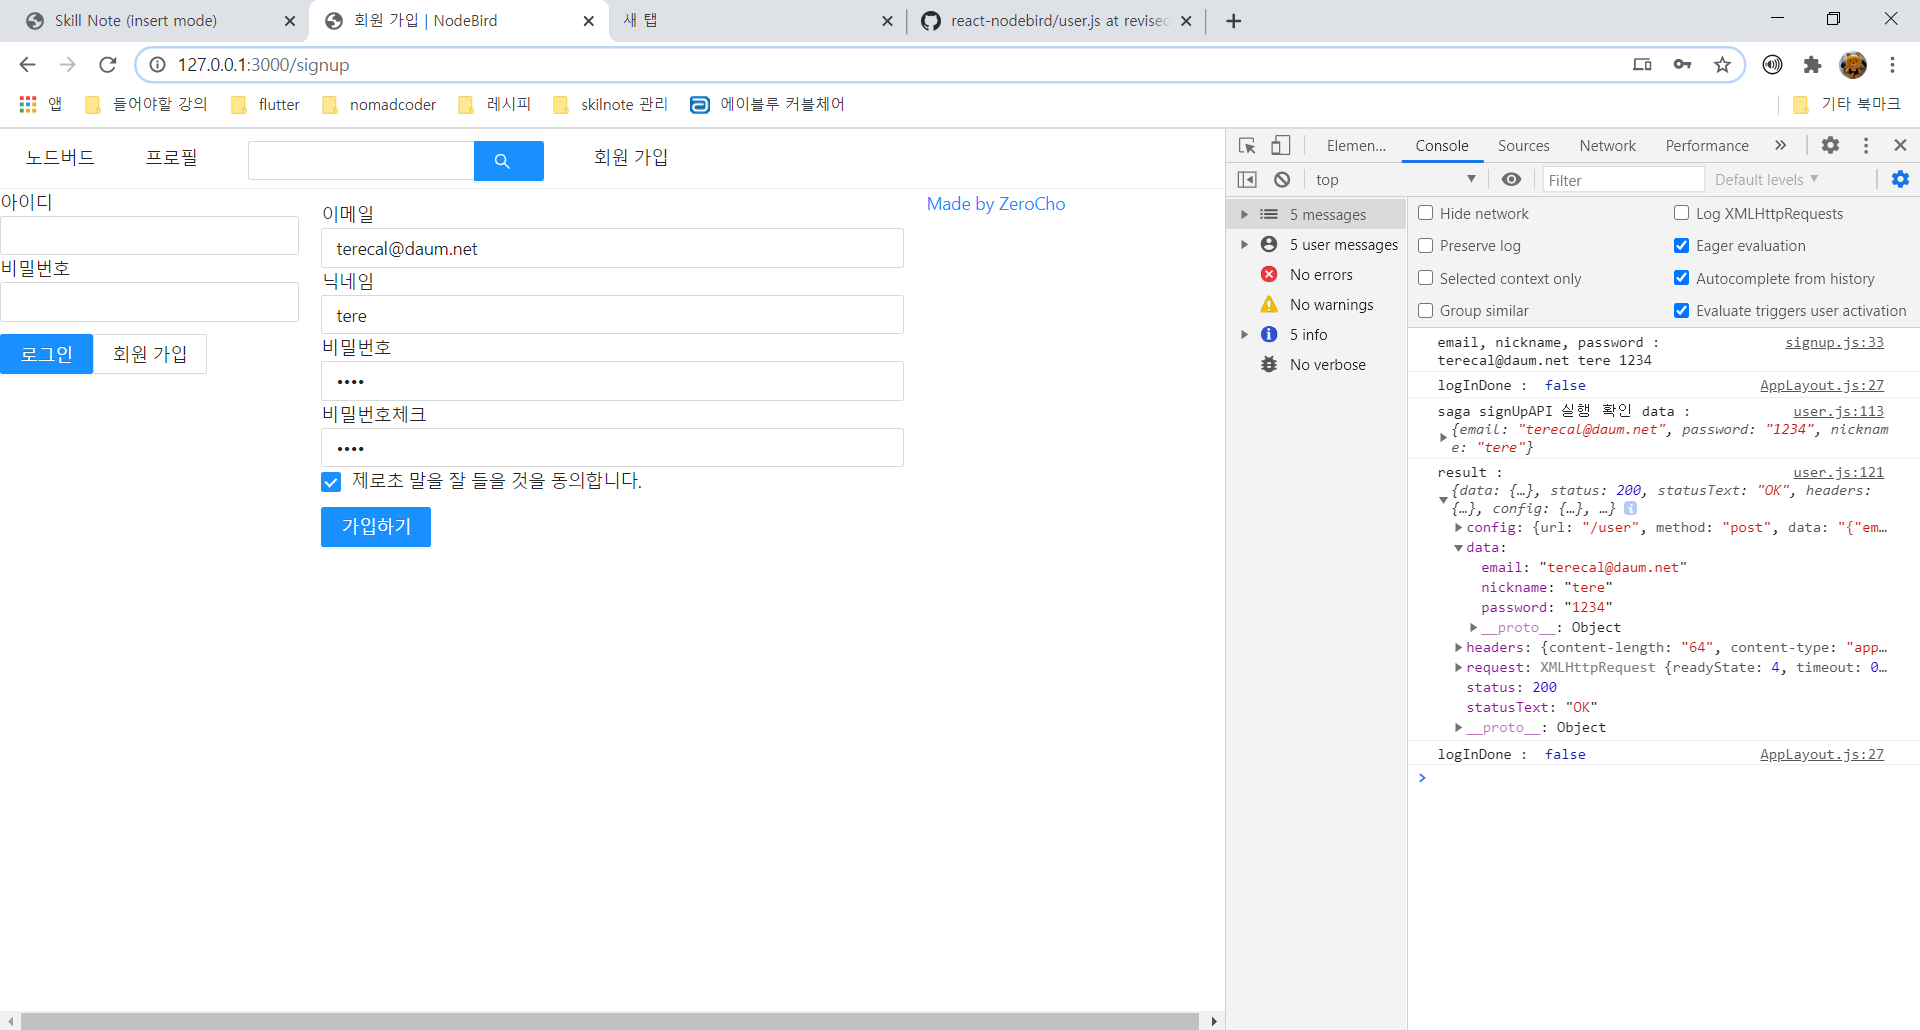 Skill Note (insert mode)
회원 가입 | NodeBird
새 탭
react-nodebird/user.js at revised
127.0.0.1:3000/signup
앱
들어야할 강의
flutter
nomadcoder
레시피
skilnote 관리
에이블루 커블체어
기타 북마크
노드버드
프로필
회원 가입
아이디
비밀번호
로그인
회원 가입
이메일
terecal@daum.net
닉네임
tere
비밀번호
••••
비밀번호체크
••••
제로초 말을 잘 들을 것을 동의합니다.
가입하기
Made by ZeroCho
Elemen...
Console
Sources
Network
Performance
»
top
Filter
Default levels
5 messages
5 user messages
No errors
No warnings
5 info
No verbose
Hide network
Log XMLHttpRequests
Preserve log
Eager evaluation
Selected context only
Autocomplete from history
Group similar
Evaluate triggers user activation
email, nickname, password : signup.js:33
terecal@daum.net tere 1234
logInDone : false AppLayout.js:27
saga signUpAPI 실행 확인 data : user.js:113
{email: "terecal@daum.net", password: "1234", nicknam
e: "tere"}
result : user.js:121
{data: {…}, status: 200, statusText: "OK", headers:
{…}, config: {…}, …}
config: {url: "/user", method: "post", data: "{"em…
data:
email: "terecal@daum.net"
nickname: "tere"
password: "1234"
__proto__: Object
headers: {content-length: "64", content-type: "app…
request: XMLHttpRequest {readyState: 4, timeout: 0…
status: 200
statusText: "OK"
__proto__: Object
logInDone : false AppLayout.js:27